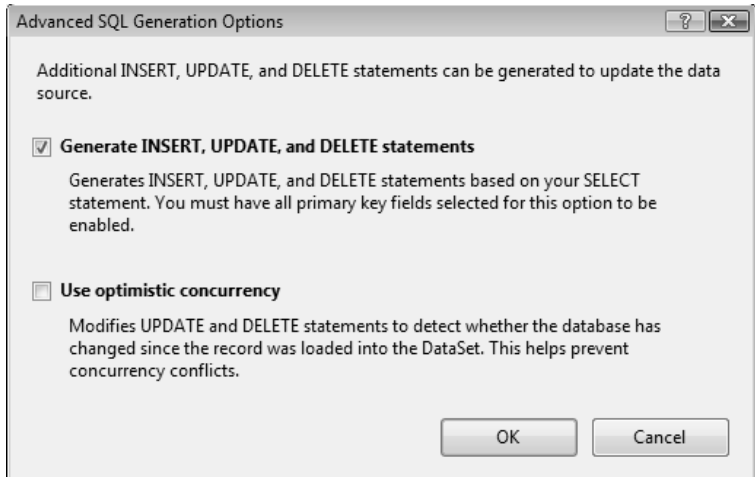 Advanced SQL Generation Options
Additional INSERT, UPDATE, and DELETE statements can be generated to update the data
source.
Generate INSERT, UPDATE, and DELETE statements
Generates INSERT, UPDATE, and DELETE statements based on your SELECT
statement. You must have all primary key fields selected for this option to be
enabled.
Use optimistic concurrency
Modifies UPDATE and DELETE statements to detect whether the database has
changed since the record was loaded into the DataSet. This helps prevent
concurrency conflicts.
OK Cancel